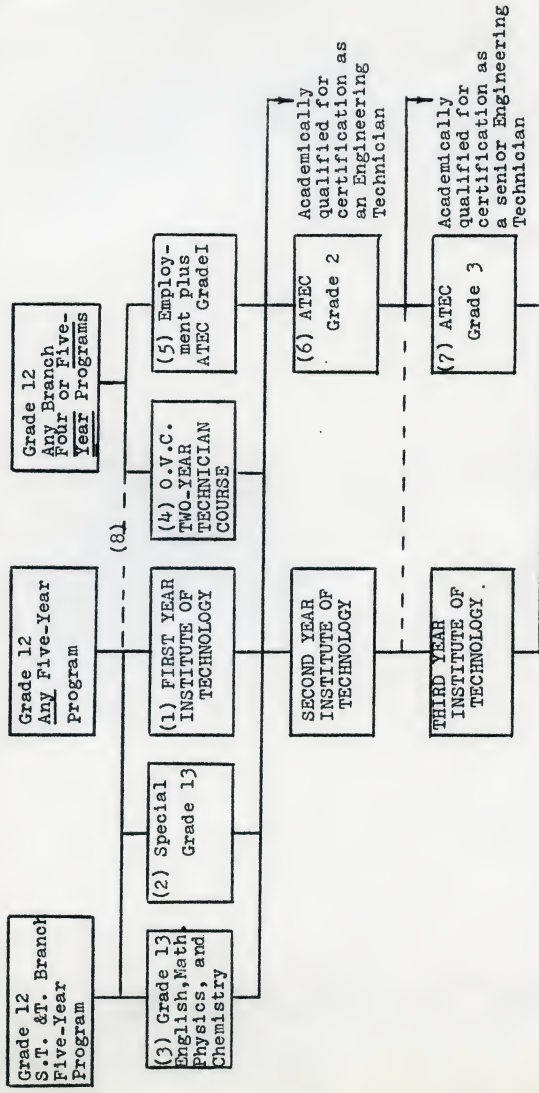 Grade 12
S.T. &T. Branch
Five-Year
Program
Grade 12
Any Five-Year
Program
Grade 12
Any Branch
Four or Five-
Year Programs
(8)
(3) Grade 13
English,Math.
Physics, and
Chemistry
(2) Special
Grade 13
(1) FIRST YEAR
INSTITUTE OF
TECHNOLOGY
(4) O.V.C.
TWO-YEAR
TECHNICIAN
COURSE
(5) Employ-
ment plus
ATEC GradeI
SECOND YEAR
INSTITUTE OF
TECHNOLOGY
(6) ATEC
Grade 2
Academically
qualified for
certification as
an Engineering
Technician
THIRD YEAR
INSTITUTE OF
TECHNOLOGY.
(7) ATEC
Grade 3
Academically
qualified for
certification as
a senior Engineering
Technician